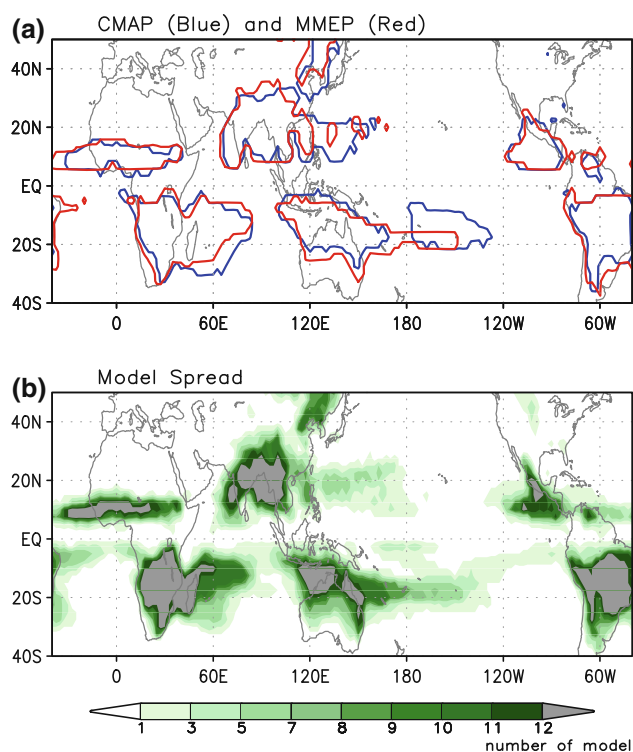 (a) CMAP (Blue) and MMEP (Red)
40N
20N
EQ
20S
40S
0 60E 120E 180 120W 60W
(b) Model Spread
40N
20N
EQ
20S
40S
0 60E 120E 180 120W 60W
1 3 5 7 8 9 10 11 12
number of model